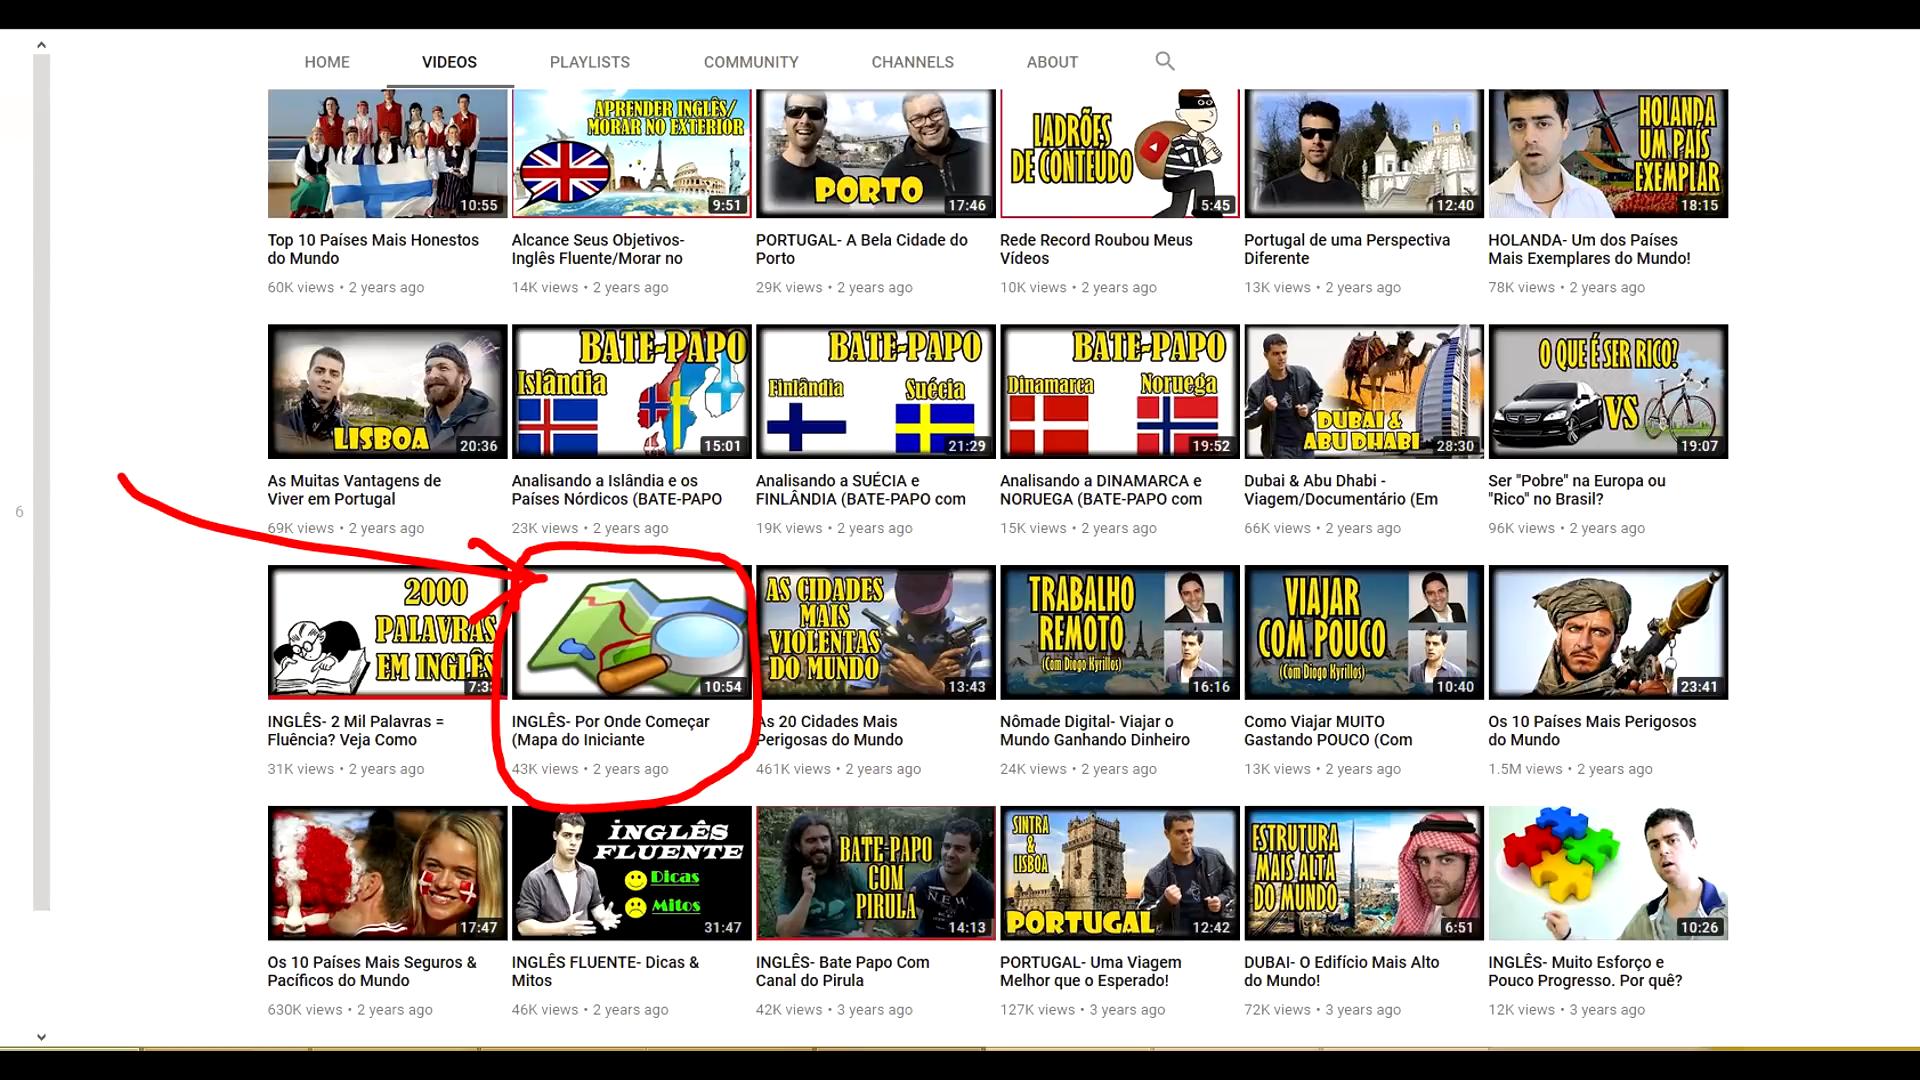 HOME VIDEOS PLAYLISTS COMMUNITY CHANNELS ABOUT
APRENDER INGLÊS/
MORAR NO EXTERIOR
PORTO
LADRÕES
DE CONTEÚDO
HOLANDA
UM PAÍS
EXEMPLAR
10:55 9:51 17:46 5:45 12:40 18:15
Top 10 Países Mais Honestos
do Mundo
60K views • 2 years ago
Alcance Seus Objetivos-
Inglês Fluente/Morar no
14K views • 2 years ago
PORTUGAL- A Bela Cidade do
Porto
29K views • 2 years ago
Rede Record Roubou Meus
Vídeos
10K views • 2 years ago
Portugal de uma Perspectiva
Diferente
13K views • 2 years ago
HOLANDA- Um dos Países
Mais Exemplares do Mundo!
78K views • 2 years ago
LISBOA
BATE-PAPO
Islândia
BATE-PAPO
Finlândia Suécia
BATE-PAPO
Dinamarca Noruega
DUBAI &
ABU DHABI
O QUE É SER RICO?
VS
20:36 15:01 21:29 19:52 28:30 19:07
As Muitas Vantagens de
Viver em Portugal
69K views • 2 years ago
Analisando a Islândia e os
Países Nórdicos (BATE-PAPO
23K views • 2 years ago
Analisando a SUÉCIA e
FINLÂNDIA (BATE-PAPO com
19K views • 2 years ago
Analisando a DINAMARCA e
NORUEGA (BATE-PAPO com
15K views • 2 years ago
Dubai & Abu Dhabi -
Viagem/Documentário (Em
66K views • 2 years ago
Ser "Pobre" na Europa ou
"Rico" no Brasil?
96K views • 2 years ago
6
2000
PALAVRAS
EM INGLÊS
AS CIDADES
MAIS
VIOLENTAS
DO MUNDO
TRABALHO
REMOTO
(Com Diogo Kyrillos)
VIAJAR
COM POUCO
(Com Diogo Kyrillos)
10:54 13:43 16:16 10:40 23:41
INGLÊS- 2 Mil Palavras =
Fluência? Veja Como
31K views • 2 years ago
INGLÊS- Por Onde Começar
(Mapa do Iniciante
43K views • 2 years ago
As 20 Cidades Mais
Perigosas do Mundo
461K views • 2 years ago
Nômade Digital- Viajar o
Mundo Ganhando Dinheiro
24K views • 2 years ago
Como Viajar MUITO
Gastando POUCO (Com
13K views • 2 years ago
Os 10 Países Mais Perigosos
do Mundo
1.5M views • 2 years ago
INGLÊS
FLUENTE
Dicas
Mitos
BATE-PAPO
COM
PIRULA
NEW
SINTRA
&
LISBOA
PORTUGAL
ESTRUTURA
MAIS ALTA
DO MUNDO
17:47 31:47 14:13 12:42 6:51 10:26
Os 10 Países Mais Seguros &
Pacíficos do Mundo
630K views • 2 years ago
INGLÊS FLUENTE- Dicas &
Mitos
46K views • 2 years ago
INGLÊS- Bate Papo Com
Canal do Pirula
42K views • 3 years ago
PORTUGAL- Uma Viagem
Melhor que o Esperado!
127K views • 3 years ago
DUBAI- O Edifício Mais Alto
do Mundo!
72K views • 3 years ago
INGLÊS- Muito Esforço e
Pouco Progresso. Por quê?
12K views • 3 years ago